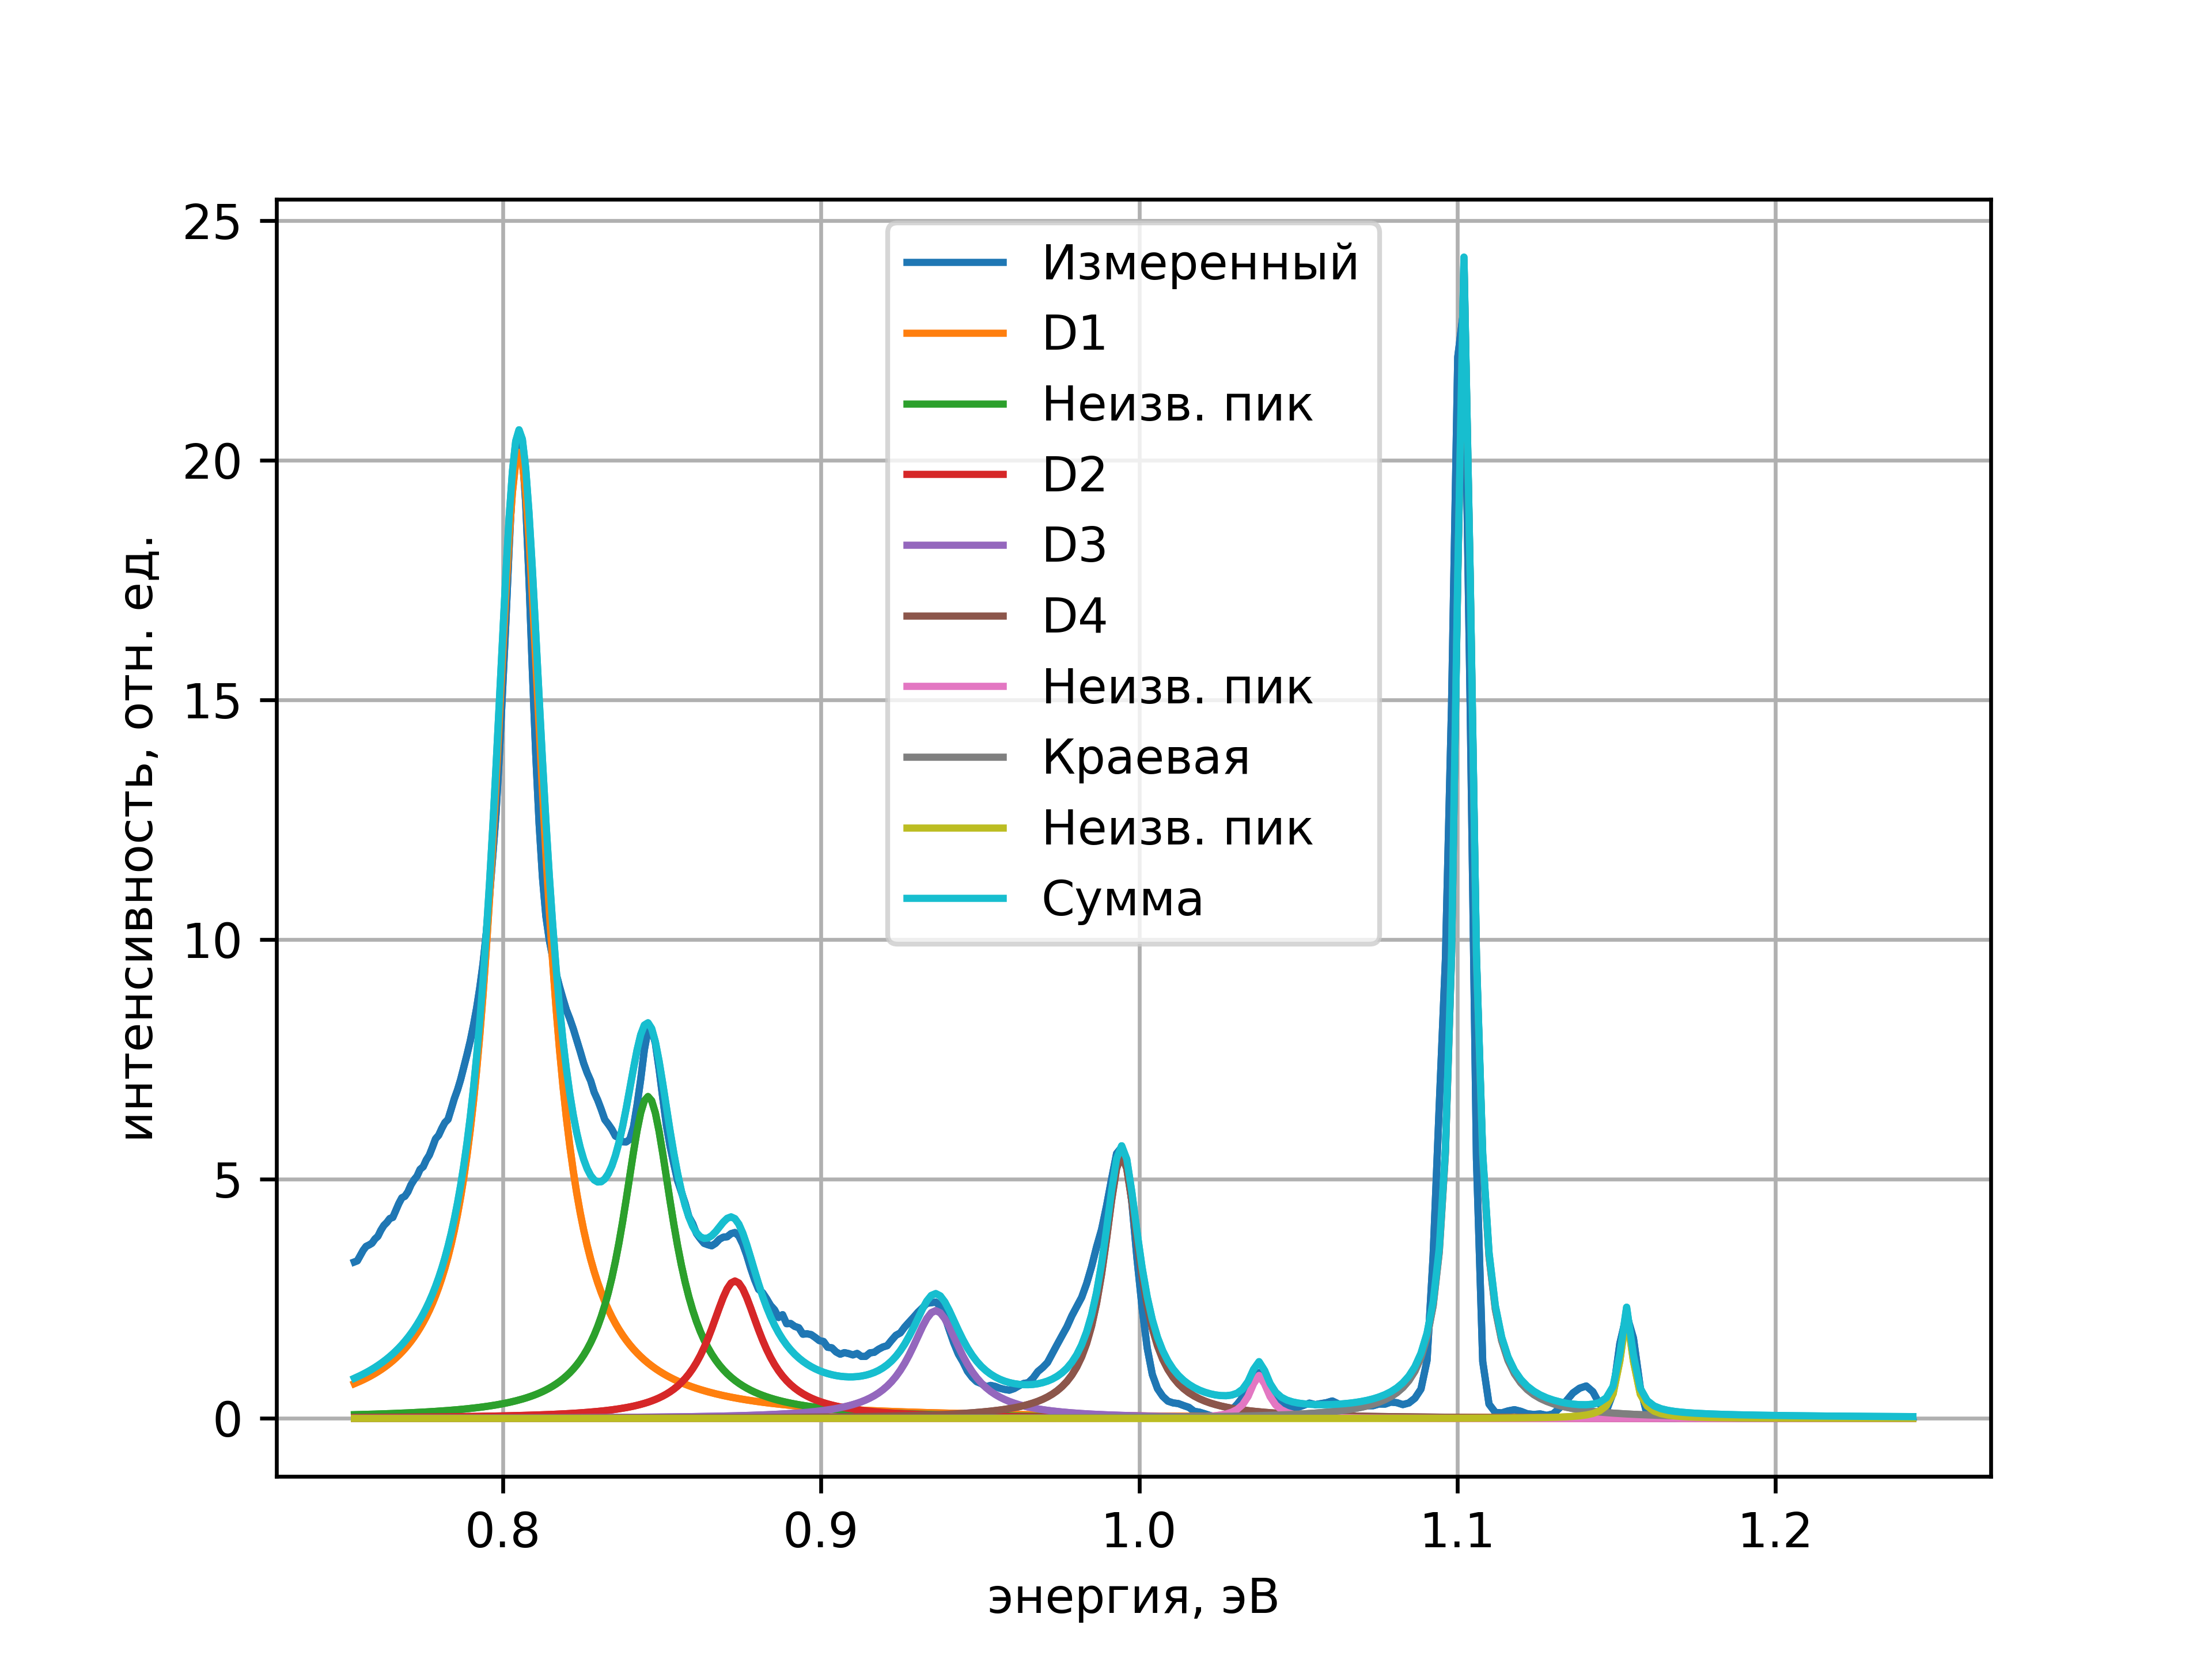 25
20
15
10
5
0
интенсивность, отн. ед.
Измеренный
D1
Неизв. пик
D2
D3
D4
Неизв. пик
Краевая
Неизв. пик
Сумма
0.8 0.9 1.0 1.1 1.2
энергия, эВ